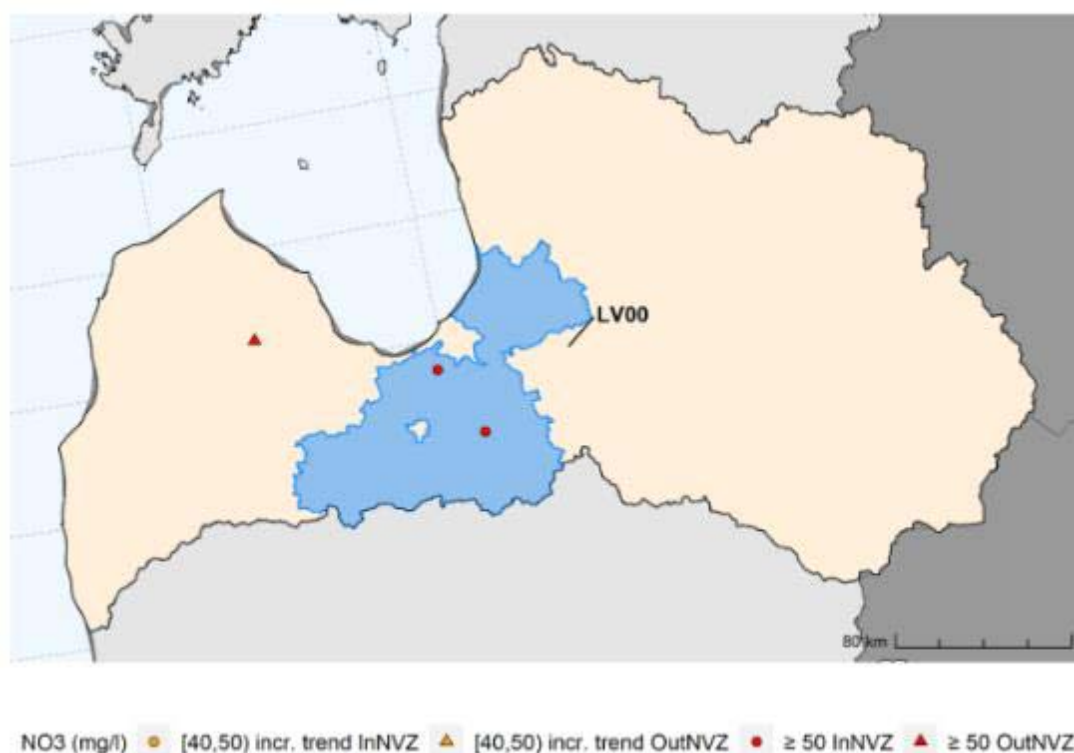 LV00
80 km
NO3 (mg/l) [40,50) incr. trend InNVZ [40,50) incr. trend OutNVZ ≥ 50 InNVZ ≥ 50 OutNVZ